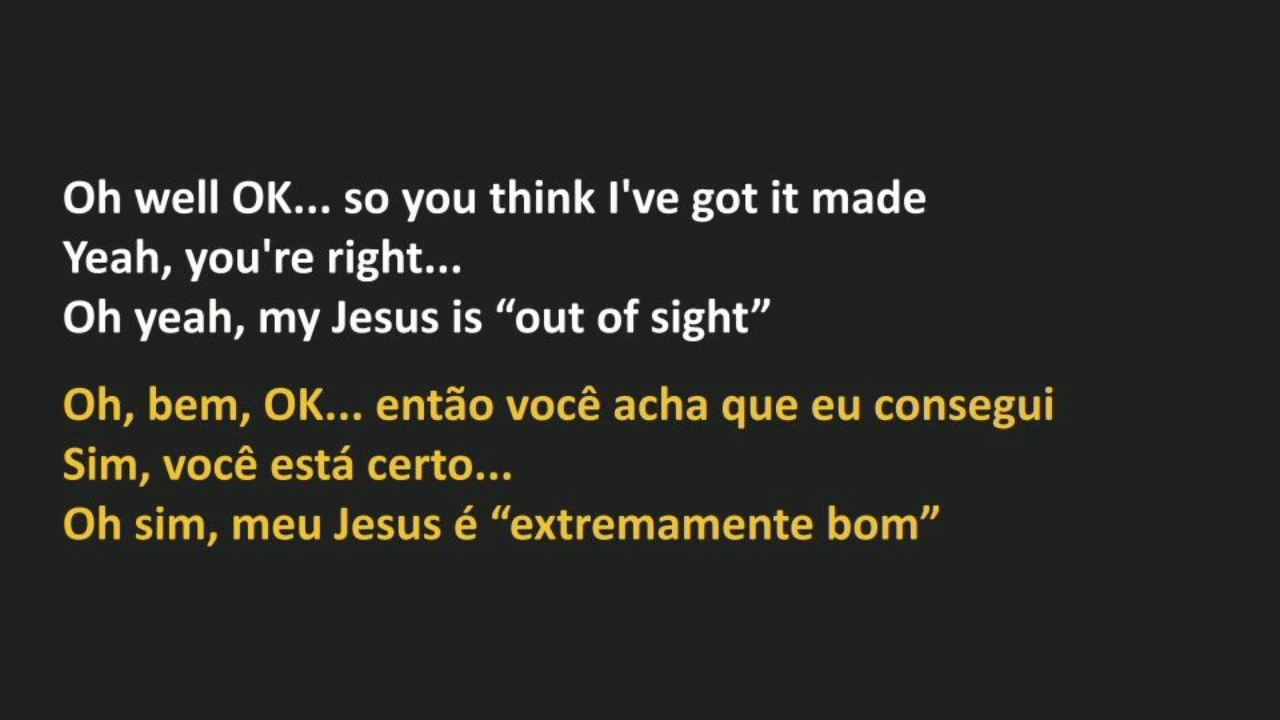 Oh well OK... so you think I've got it made
Yeah, you're right...
Oh yeah, my Jesus is “out of sight”
Oh, bem, OK... então você acha que eu consegui
Sim, você está certo...
Oh sim, meu Jesus é “extremamente bom”